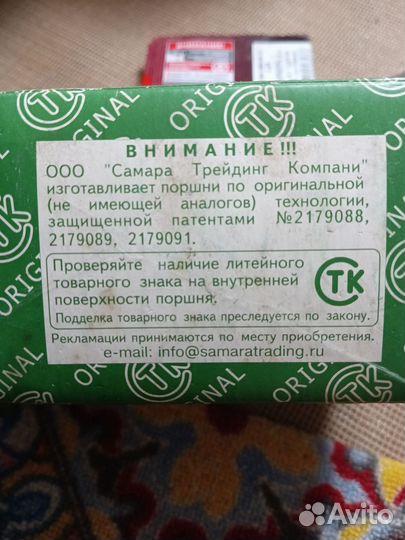 ORIGINAL
ORIGINAL
ВНИМАНИЕ!!!
ООО "Самара Трейдинг Компани"
изготавливает поршни по оригинальной
(не имеющей аналогов) технологии,
защищенной патентами №2179088,
2179089, 2179091.
Проверяйте наличие литейного
товарного знака на внутренней
поверхности поршня.
Подделка товарного знака преследуется по закону.
СТК
Рекламации принимаются по месту приобретения.
e-mail: info@samaratrading.ru
ORIGINAL
ORIGINAL
Avito